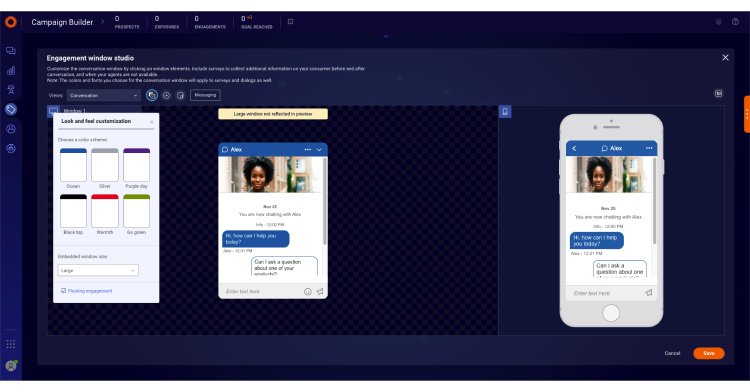 Campaign Builder
0
PROSPECTS
0
EXPOSURES
0
ENGAGEMENTS
0
GOAL REACHED
Engagement window studio
Customize the conversation window by clicking on window elements. Include surveys to collect additional information on your consumer before and after
conversation, and when your agents are not available.
Note: The colors and fonts you choose for the conversation window will apply to surveys and dialogs as well.
Views:
Conversation
Messaging
Window 1
Large window not reflected in preview
Look and feel customization
Choose a color scheme:
Ocean
Silver
Purple day
Black top
Warmth
Go green
Embedded window size:
Large
Floating engagement
Alex
Nov 25
You are now chatting with Alex
Info · 12:50 PM
Hi, how can I help you
today?
Alex · 12:51 PM
Can I ask a question
about one of your
products?
Enter text here
Alex
Nov 25
You are now chatting with Alex
Info · 12:50 PM
Hi, how can I help
you today?
Alex · 12:51 PM
Can I ask a
question about one
Enter text here
Cancel
Save